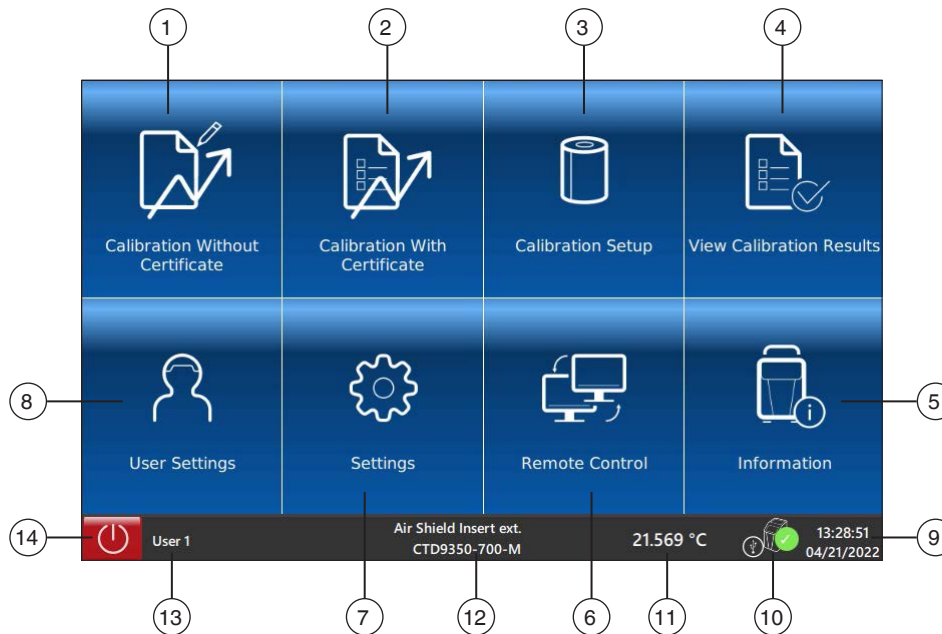 1
2
3
4
Calibration Without
Certificate
Calibration With
Certificate
Calibration Setup
View Calibration Results
8
5
User Settings
Settings
Remote Control
Information
14
User 1
Air Shield Insert ext.
CTD9350-700-M
21.569 °C
13:28:51
04/21/2022
9
13
7
12
6
11
10